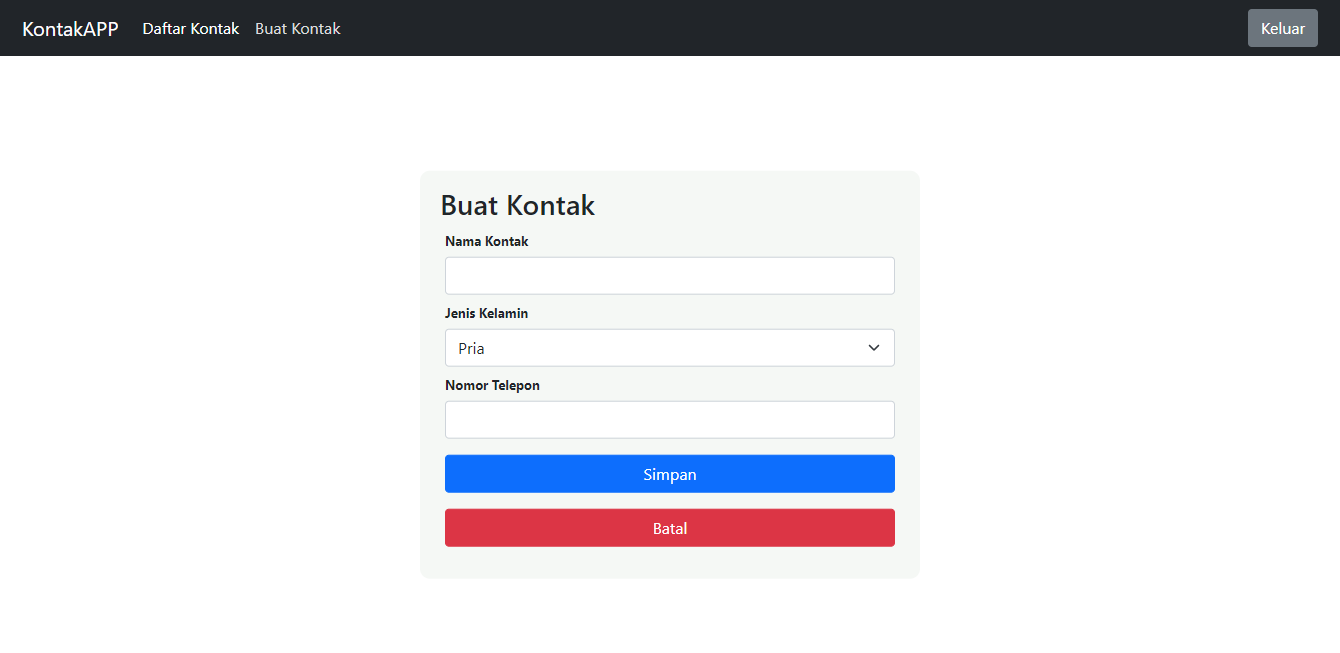 KontakAPP Daftar Kontak Buat Kontak Keluar
Buat Kontak
Nama Kontak
Jenis Kelamin
Pria
Nomor Telepon
Simpan
Batal